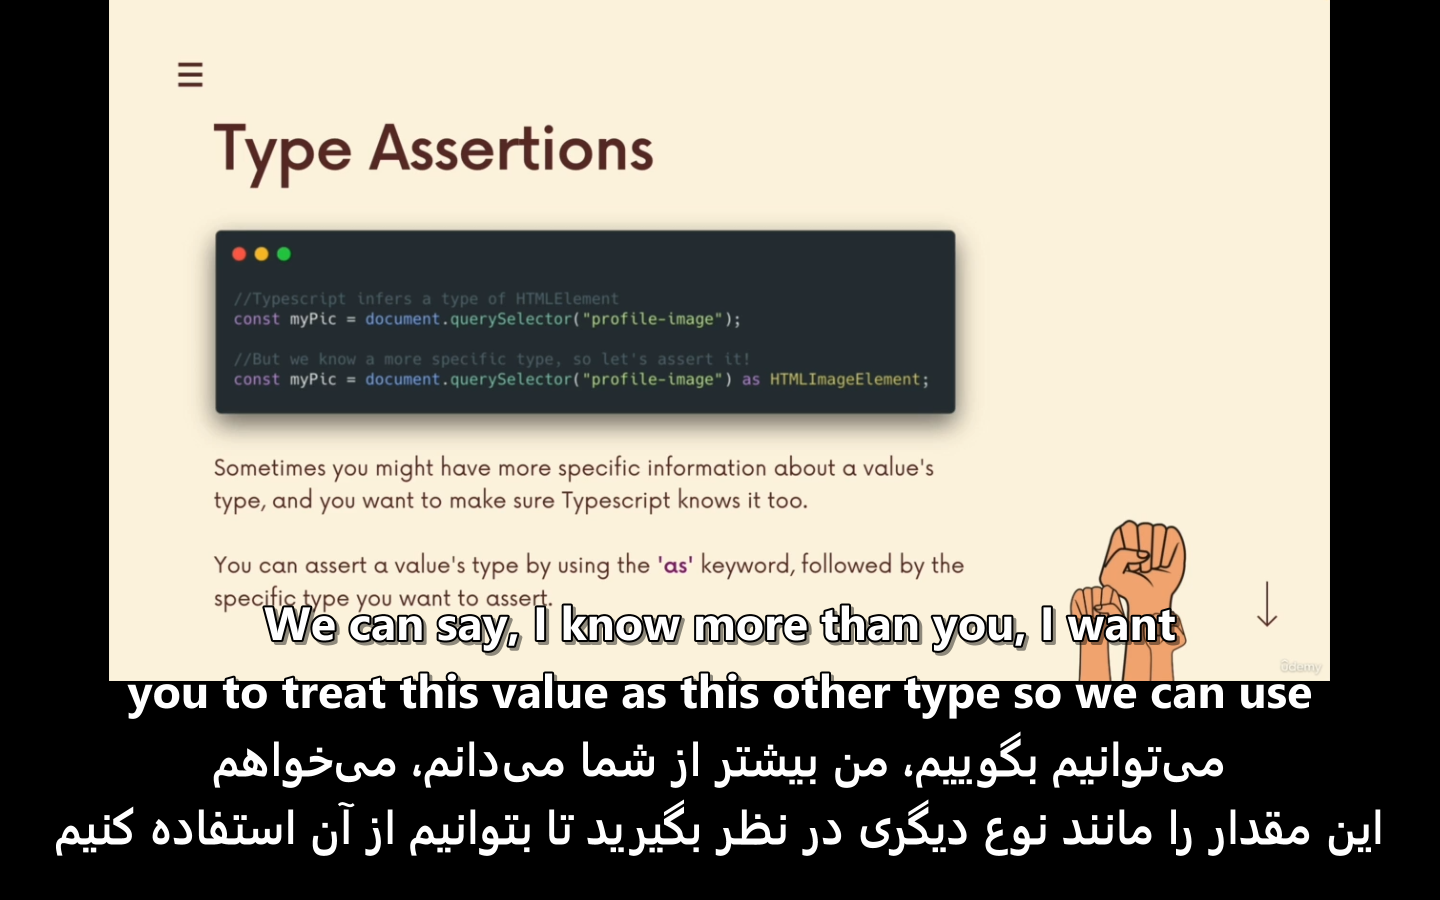 Type Assertions
//Typescript infers a type of HTMLElement
const myPic = document.querySelector("profile-image");
//But we know a more specific type, so let's assert it!
const myPic = document.querySelector("profile-image") as HTMLImageElement;
Sometimes you might have more specific information about a value's
type, and you want to make sure Typescript knows it too.
You can assert a value's type by using the 'as' keyword, followed by the
specific type you want to assert.
We can say, I know more than you, I want
you to treat this value as this other type so we can use
می‌توانیم بگوییم، من بیشتر از شما می‌دانم، می‌خواهم
این مقدار را مانند نوع دیگری در نظر بگیرید تا بتوانیم از آن استفاده کنیم
ûdemy